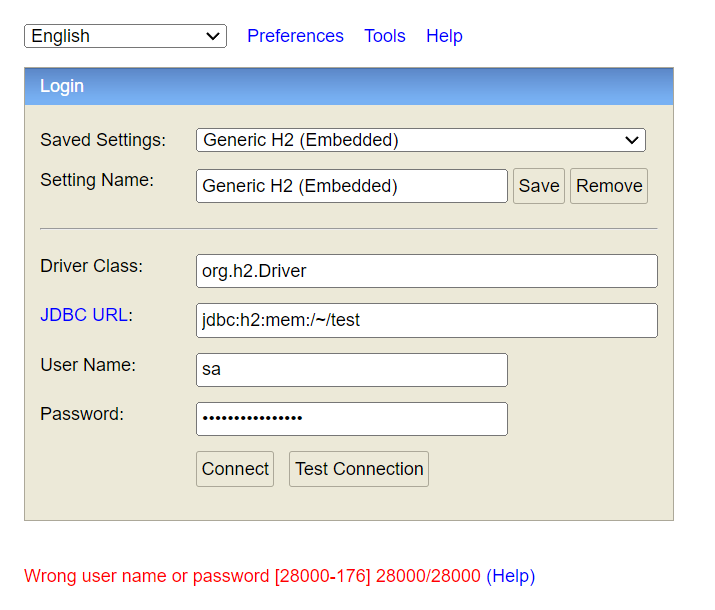 English Preferences Tools Help
Login
Saved Settings: Generic H2 (Embedded)
Setting Name: Generic H2 (Embedded) Save Remove
Driver Class: org.h2.Driver
JDBC URL: jdbc:h2:mem:/~/test
User Name: sa
Password: ••••••••••••••••
Connect Test Connection
Wrong user name or password [28000-176] 28000/28000 (Help)